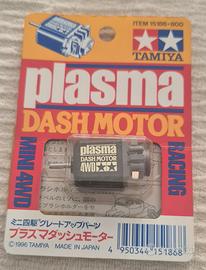 ITEM 15186-800
TAMIYA
plasma
DASH MOTOR
MINI 4WD
RACING
plasma
DASH MOTOR
4WD
ミニ四駆グレードアップパーツ
プラズマダッシュモーター
©1996 TAMIYA MADE IN JAPAN
4 950344 151868